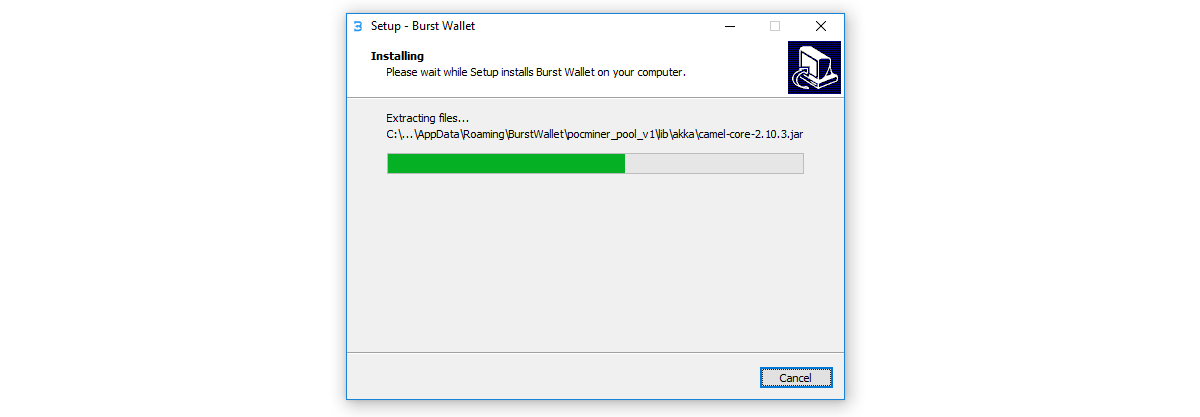 Setup - Burst Wallet
Installing
Please wait while Setup installs Burst Wallet on your computer.
Extracting files...
C:\...\AppData\Roaming\BurstWallet\pocminer_pool_v1\lib\akka\camel-core-2.10.3.jar
Cancel